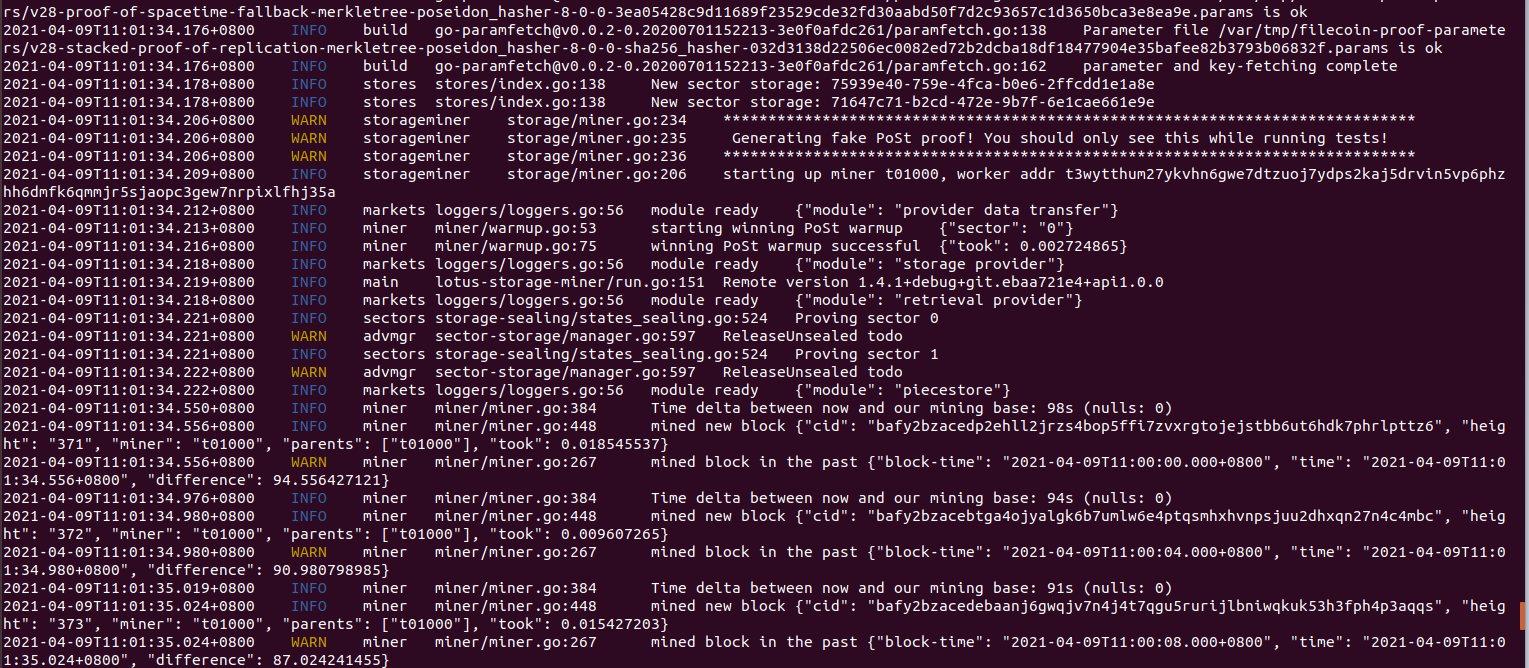 rs/v28-proof-of-spacetime-fallback-merkletree-poseidon_hasher-8-0-0-3ea05428c9d11689f23529cde32fd30aabd50f7d2c93657c1d3650bca3e8ea9e.params is ok
2021-04-09T11:01:34.176+0800 INFO build go-paramfetch@v0.0.2-0.20200701152213-3e0f0afdc261/paramfetch.go:138 Parameter file /var/tmp/filecoin-proof-paramete
rs/v28-stacked-proof-of-replication-merkletree-poseidon_hasher-8-0-0-sha256_hasher-032d3138d22506ec0082ed72b2dcba18df18477904e35bafee82b3793b06832f.params is ok
2021-04-09T11:01:34.176+0800 INFO build go-paramfetch@v0.0.2-0.20200701152213-3e0f0afdc261/paramfetch.go:162 parameter and key-fetching complete
2021-04-09T11:01:34.178+0800 INFO stores stores/index.go:138 New sector storage: 75939e40-759e-4fca-b0e6-2ffcdd1e1a8e
2021-04-09T11:01:34.178+0800 INFO stores stores/index.go:138 New sector storage: 71647c71-b2cd-472e-9b7f-6e1cae661e9e
2021-04-09T11:01:34.206+0800 WARN storageminer storage/miner.go:234 *****************************************************************************
2021-04-09T11:01:34.206+0800 WARN storageminer storage/miner.go:235 Generating fake PoSt proof! You should only see this while running tests!
2021-04-09T11:01:34.206+0800 WARN storageminer storage/miner.go:236 *****************************************************************************
2021-04-09T11:01:34.209+0800 INFO storageminer storage/miner.go:206 starting up miner t01000, worker addr t3wytthum27ykvhn6gwe7dtzuoj7ydps2kaj5drvin5vp6phz
hh6dmfk6qmmjr5sjaopc3gew7nrpixlfhj35a
2021-04-09T11:01:34.212+0800 INFO markets loggers/loggers.go:56 module ready {"module": "provider data transfer"}
2021-04-09T11:01:34.213+0800 INFO miner miner/warmup.go:53 starting winning PoSt warmup {"sector": "0"}
2021-04-09T11:01:34.216+0800 INFO miner miner/warmup.go:75 winning PoSt warmup successful {"took": 0.002724865}
2021-04-09T11:01:34.218+0800 INFO markets loggers/loggers.go:56 module ready {"module": "storage provider"}
2021-04-09T11:01:34.219+0800 INFO main lotus-storage-miner/run.go:151 Remote version 1.4.1+debug+git.ebaa721e4+api1.0.0
2021-04-09T11:01:34.218+0800 INFO markets loggers/loggers.go:56 module ready {"module": "retrieval provider"}
2021-04-09T11:01:34.221+0800 INFO sectors storage-sealing/states_sealing.go:524 Proving sector 0
2021-04-09T11:01:34.221+0800 WARN advmgr sector-storage/manager.go:597 ReleaseUnsealed todo
2021-04-09T11:01:34.221+0800 INFO sectors storage-sealing/states_sealing.go:524 Proving sector 1
2021-04-09T11:01:34.222+0800 WARN advmgr sector-storage/manager.go:597 ReleaseUnsealed todo
2021-04-09T11:01:34.222+0800 INFO markets loggers/loggers.go:56 module ready {"module": "piecestore"}
2021-04-09T11:01:34.550+0800 INFO miner miner/miner.go:384 Time delta between now and our mining base: 98s (nulls: 0)
2021-04-09T11:01:34.556+0800 INFO miner miner/miner.go:448 mined new block {"cid": "bafy2bzacedp2ehll2jrzs4bop5ffi7zvxrgtojejstbb6ut6hdk7phrlpttz6", "heig
ht": "371", "miner": "t01000", "parents": ["t01000"], "took": 0.018545537}
2021-04-09T11:01:34.556+0800 WARN miner miner/miner.go:267 mined block in the past {"block-time": "2021-04-09T11:00:00.000+0800", "time": "2021-04-09T11:0
1:34.556+0800", "difference": 94.556427121}
2021-04-09T11:01:34.976+0800 INFO miner miner/miner.go:384 Time delta between now and our mining base: 94s (nulls: 0)
2021-04-09T11:01:34.980+0800 INFO miner miner/miner.go:448 mined new block {"cid": "bafy2bzacebtga4ojyalgk6b7umlw6e4ptqsmhxhvnpsjuu2dhxqn27n4c4mbc", "heig
ht": "372", "miner": "t01000", "parents": ["t01000"], "took": 0.009607265}
2021-04-09T11:01:34.980+0800 WARN miner miner/miner.go:267 mined block in the past {"block-time": "2021-04-09T11:00:04.000+0800", "time": "2021-04-09T11:0
1:34.980+0800", "difference": 90.980798985}
2021-04-09T11:01:35.019+0800 INFO miner miner/miner.go:384 Time delta between now and our mining base: 91s (nulls: 0)
2021-04-09T11:01:35.024+0800 INFO miner miner/miner.go:448 mined new block {"cid": "bafy2bzacedebaanj6gwqjv7n4j4t7qgu5rurijlbniwqkuk53h3fph4p3aqqs", "heig
ht": "373", "miner": "t01000", "parents": ["t01000"], "took": 0.015427203}
2021-04-09T11:01:35.024+0800 WARN miner miner/miner.go:267 mined block in the past {"block-time": "2021-04-09T11:00:08.000+0800", "time": "2021-04-09T11:0
1:35.024+0800", "difference": 87.024241455}